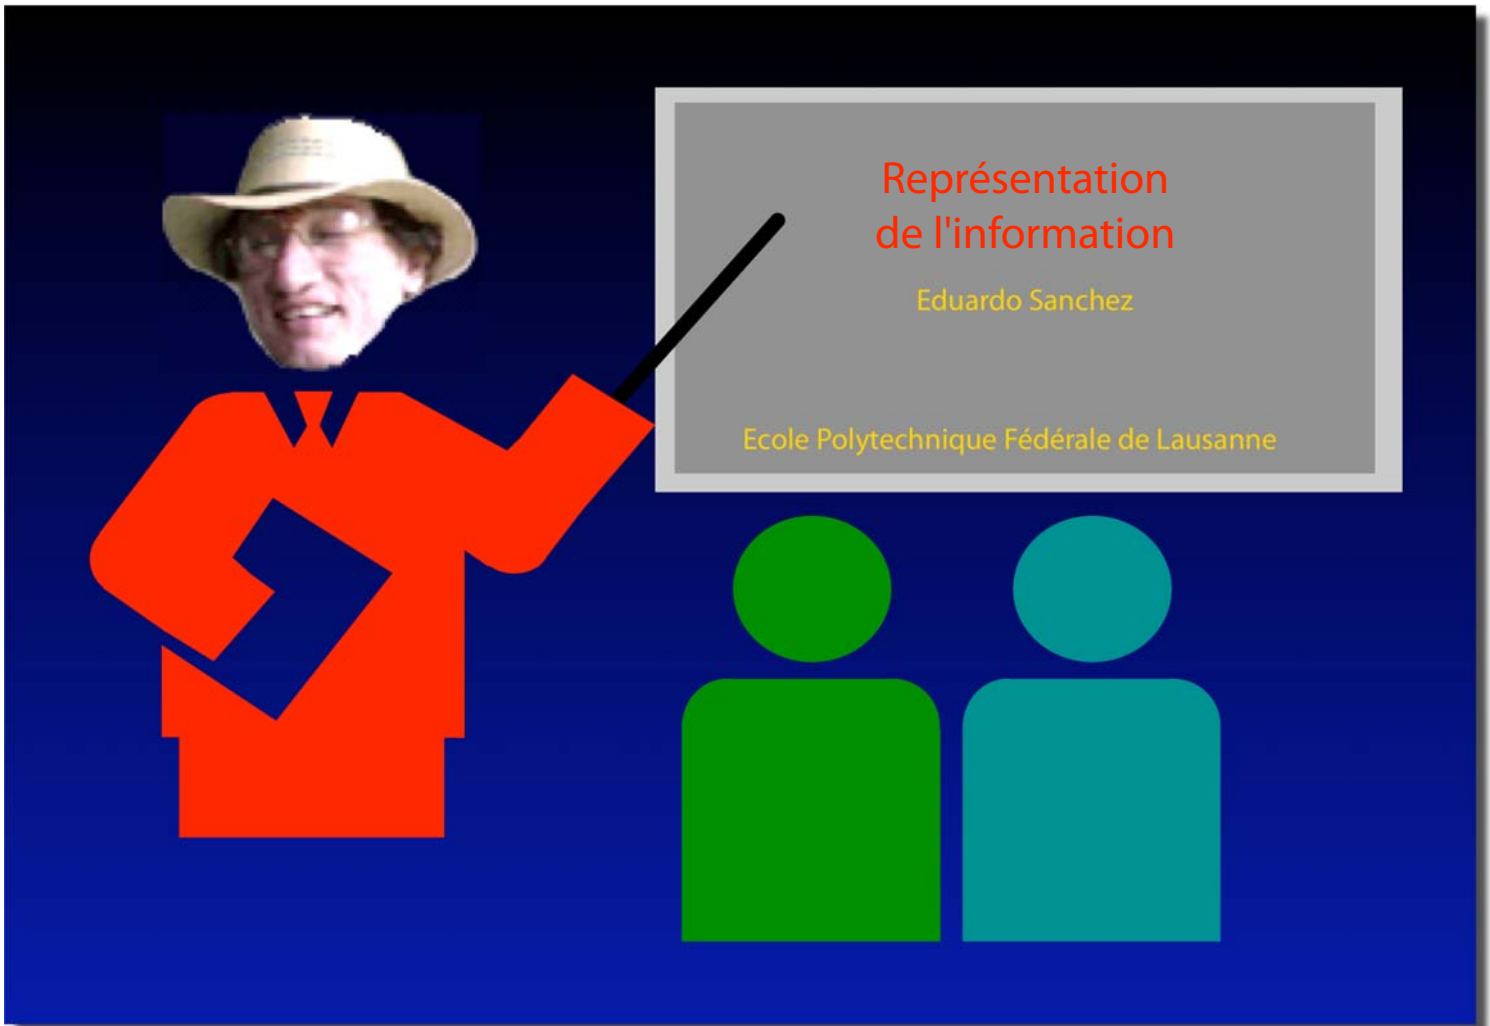 Représentation
de l'information
Eduardo Sanchez
Ecole Polytechnique Fédérale de Lausanne